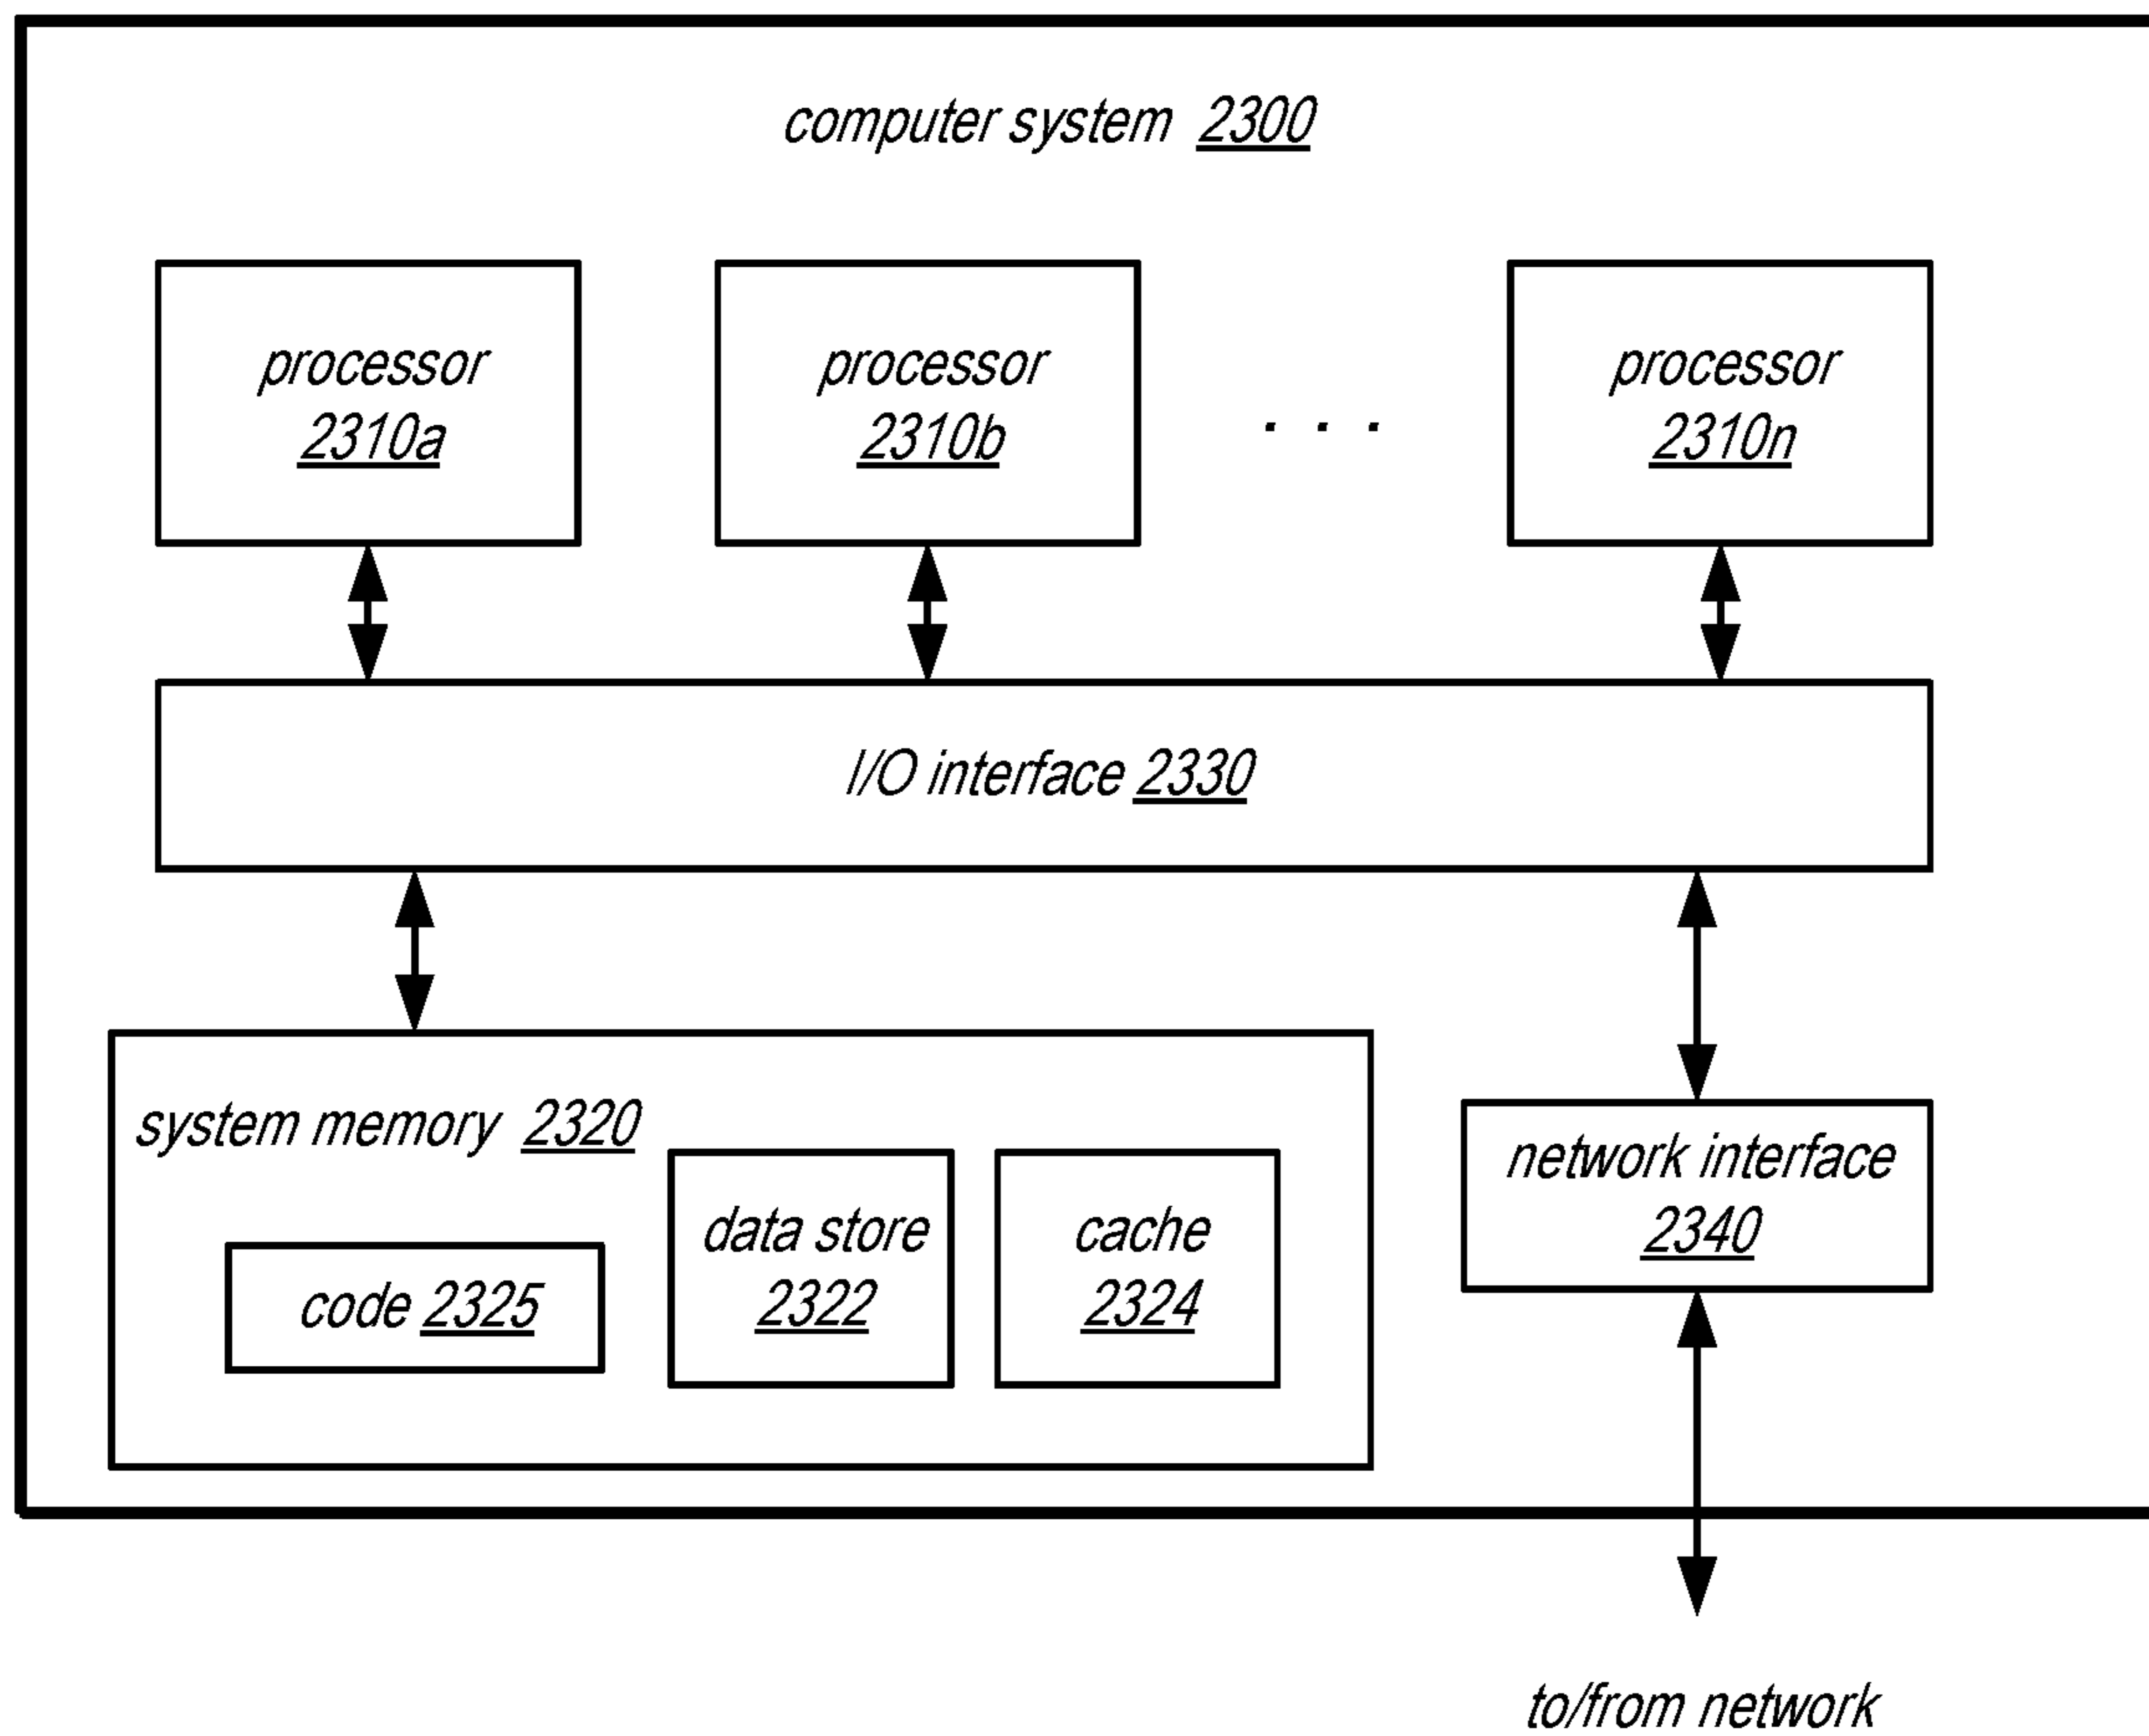 computer system 2300
processor
2310a
processor
2310b
. . .
processor
2310n
I/O interface 2330
system memory 2320
code 2325
data store
2322
cache
2324
network interface
2340
to/from network